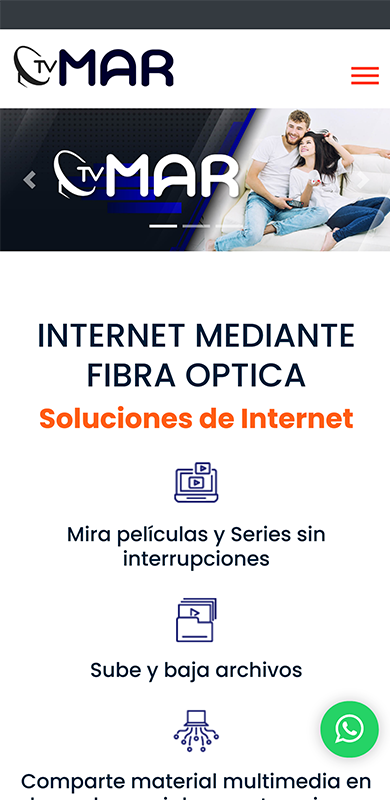 TV MAR
TV MAR
INTERNET MEDIANTE
FIBRA OPTICA
Soluciones de Internet
Mira películas y Series sin
interrupciones
Sube y baja archivos
Comparte material multimedia en